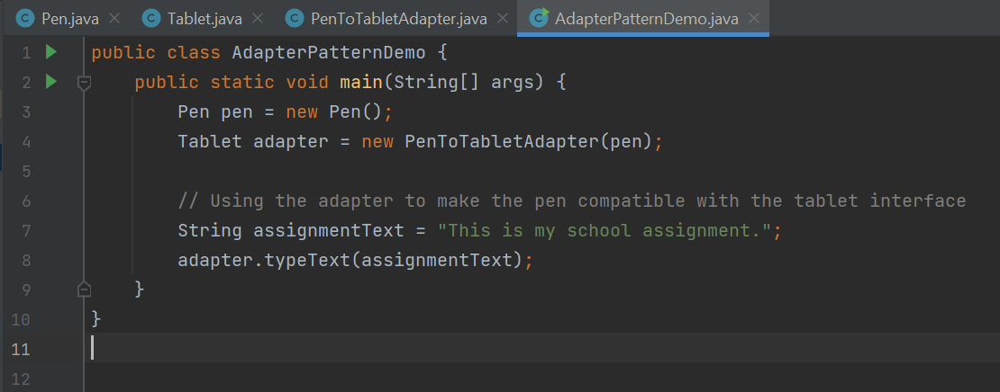 Pen.java Tablet.java PenToTabletAdapter.java AdapterPatternDemo.java
1 public class AdapterPatternDemo {
2 public static void main(String[] args) {
3 Pen pen = new Pen();
4 Tablet adapter = new PenToTabletAdapter(pen);
5
6 // Using the adapter to make the pen compatible with the tablet interface
7 String assignmentText = "This is my school assignment.";
8 adapter.typeText(assignmentText);
9 }
10 }
11
12